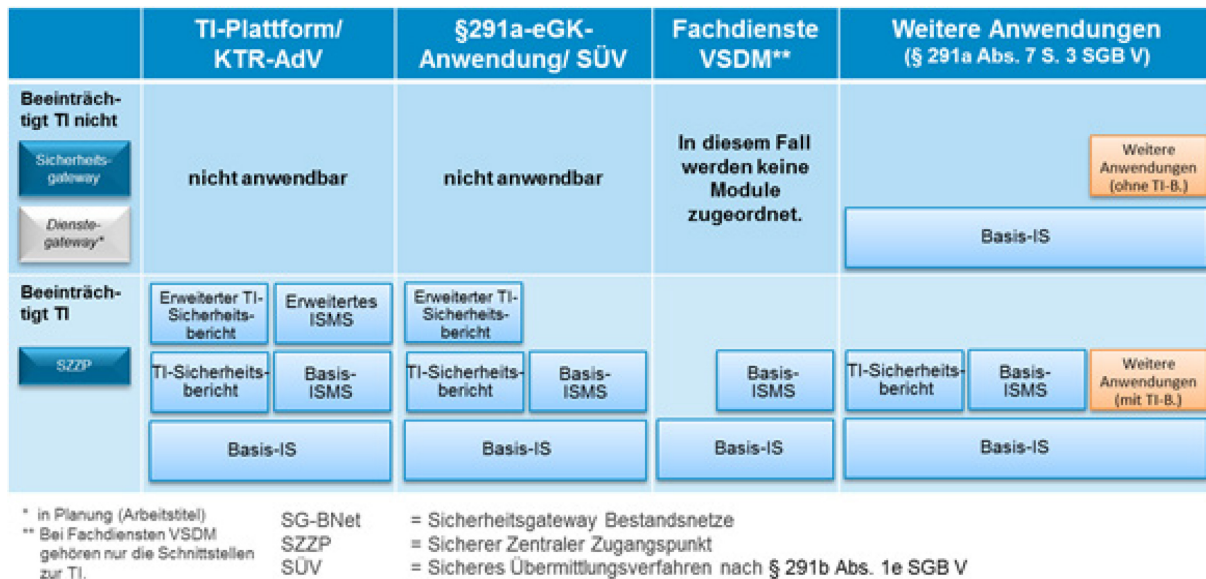 TI-Plattform/
KTR-AdV
§291a-eGK-
Anwendung/ SÜV
Fachdienste
VSDM**
Weitere Anwendungen
(§ 291a Abs. 7 S. 3 SGB V)
Beeinträch-
tigt TI nicht
Sicherheits-
gateway
Dienste-
gateway*
nicht anwendbar
nicht anwendbar
In diesem Fall
werden keine
Module
zugeordnet.
Weitere
Anwendungen
(ohne TI-B.)
Basis-IS
Beeinträch-
tigt TI
SZZP
Erweiterter TI-
Sicherheits-
bericht
Erweitertes
ISMS
TI-Sicherheits-
bericht
Basis-
ISMS
Basis-IS
Erweiterter TI-
Sicherheits-
bericht
TI-Sicherheits-
bericht
Basis-
ISMS
Basis-IS
Basis-
ISMS
Basis-IS
TI-Sicherheits-
bericht
Basis-
ISMS
Weitere
Anwendungen
(mit TI-B.)
Basis-IS
* in Planung (Arbeitstitel)
** Bei Fachdiensten VSDM
gehören nur die Schnittstellen
zur TI.
SG-BNet = Sicherheitsgateway Bestandsnetze
SZZP = Sicherer Zentraler Zugangspunkt
SÜV = Sicheres Übermittlungsverfahren nach § 291b Abs. 1e SGB V